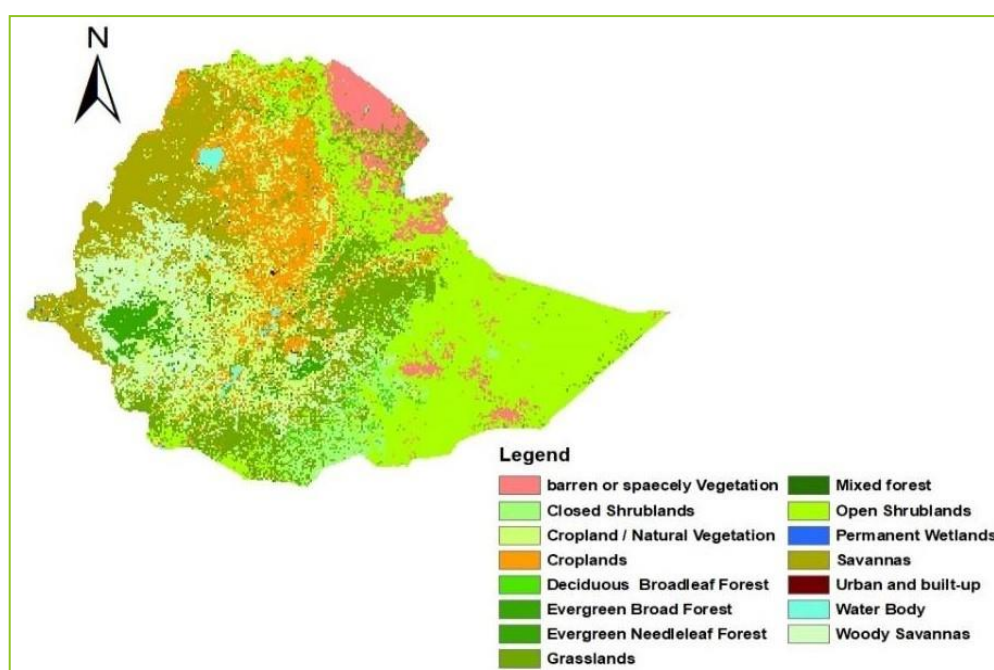 N
Legend
barren or spaecely Vegetation
Closed Shrublands
Cropland / Natural Vegetation
Croplands
Deciduous Broadleaf Forest
Evergreen Broad Forest
Evergreen Needleleaf Forest
Grasslands
Mixed forest
Open Shrublands
Permanent Wetlands
Savannas
Urban and built-up
Water Body
Woody Savannas